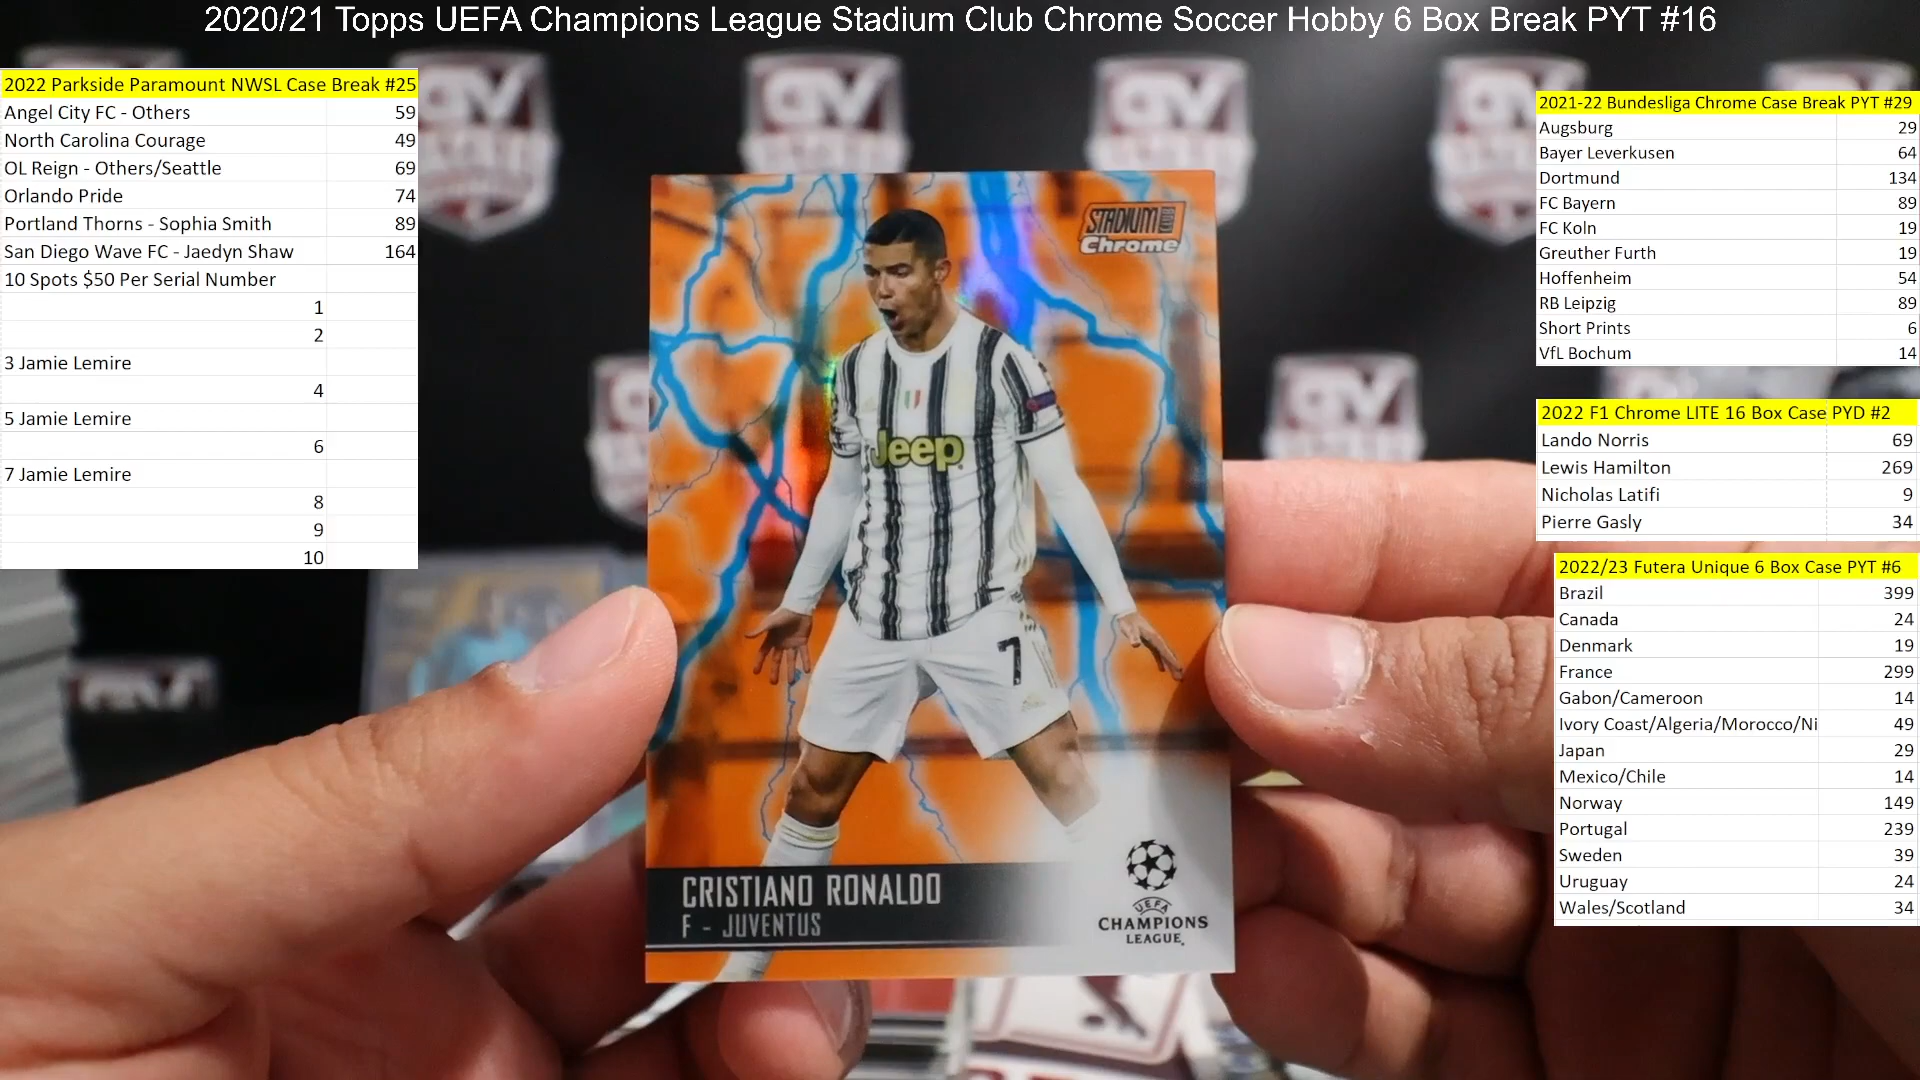 2020/21 Topps UEFA Champions League Stadium Club Chrome Soccer Hobby 6 Box Break PYT #16
2022 Parkside Paramount NWSL Case Break #25
Angel City FC - Others 59
North Carolina Courage 49
OL Reign - Others/Seattle 69
Orlando Pride 74
Portland Thorns - Sophia Smith 89
San Diego Wave FC - Jaedyn Shaw 164
10 Spots $50 Per Serial Number
1
2
3 Jamie Lemire
4
5 Jamie Lemire
6
7 Jamie Lemire
8
9
10
STADIUM
Chrome
Jeep
7
CRISTIANO RONALDO
F - JUVENTUS
UEFA
CHAMPIONS
LEAGUE
2021-22 Bundesliga Chrome Case Break PYT #29
Augsburg 29
Bayer Leverkusen 64
Dortmund 134
FC Bayern 89
FC Koln 19
Greuther Furth 19
Hoffenheim 54
RB Leipzig 89
Short Prints 6
VfL Bochum 14
2022 F1 Chrome LITE 16 Box Case PYD #2
Lando Norris 69
Lewis Hamilton 269
Nicholas Latifi 9
Pierre Gasly 34
2022/23 Futera Unique 6 Box Case PYT #6
Brazil 399
Canada 24
Denmark 19
France 299
Gabon/Cameroon 14
Ivory Coast/Algeria/Morocco/Ni 49
Japan 29
Mexico/Chile 14
Norway 149
Portugal 239
Sweden 39
Uruguay 24
Wales/Scotland 34